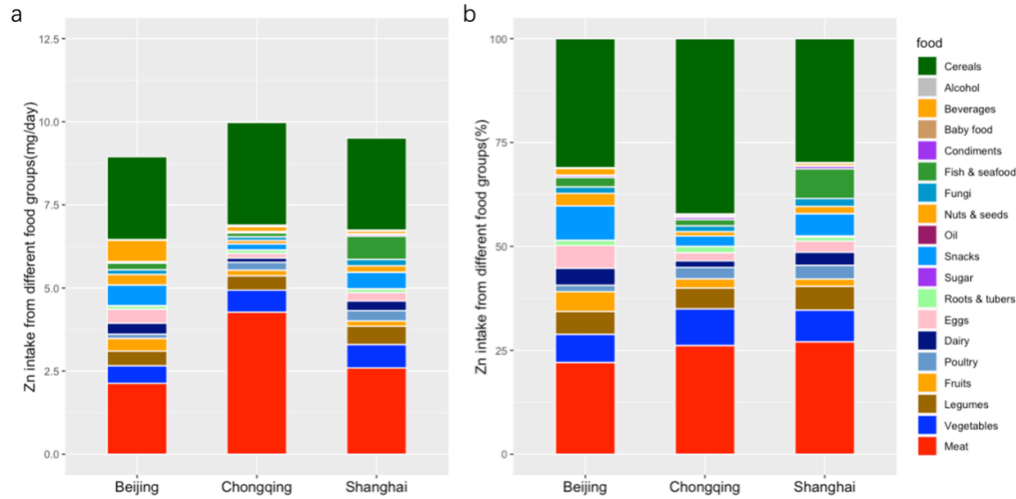 a
Zn intake from different food groups(mg/day)
12.5
10.0
7.5
5.0
2.5
0.0
Beijing Chongqing Shanghai
b
Zn intake from different food groups(%)
100
75
50
25
0
Beijing Chongqing Shanghai
food
Cereals
Alcohol
Beverages
Baby food
Condiments
Fish & seafood
Fungi
Nuts & seeds
Oil
Snacks
Sugar
Roots & tubers
Eggs
Dairy
Poultry
Fruits
Legumes
Vegetables
Meat